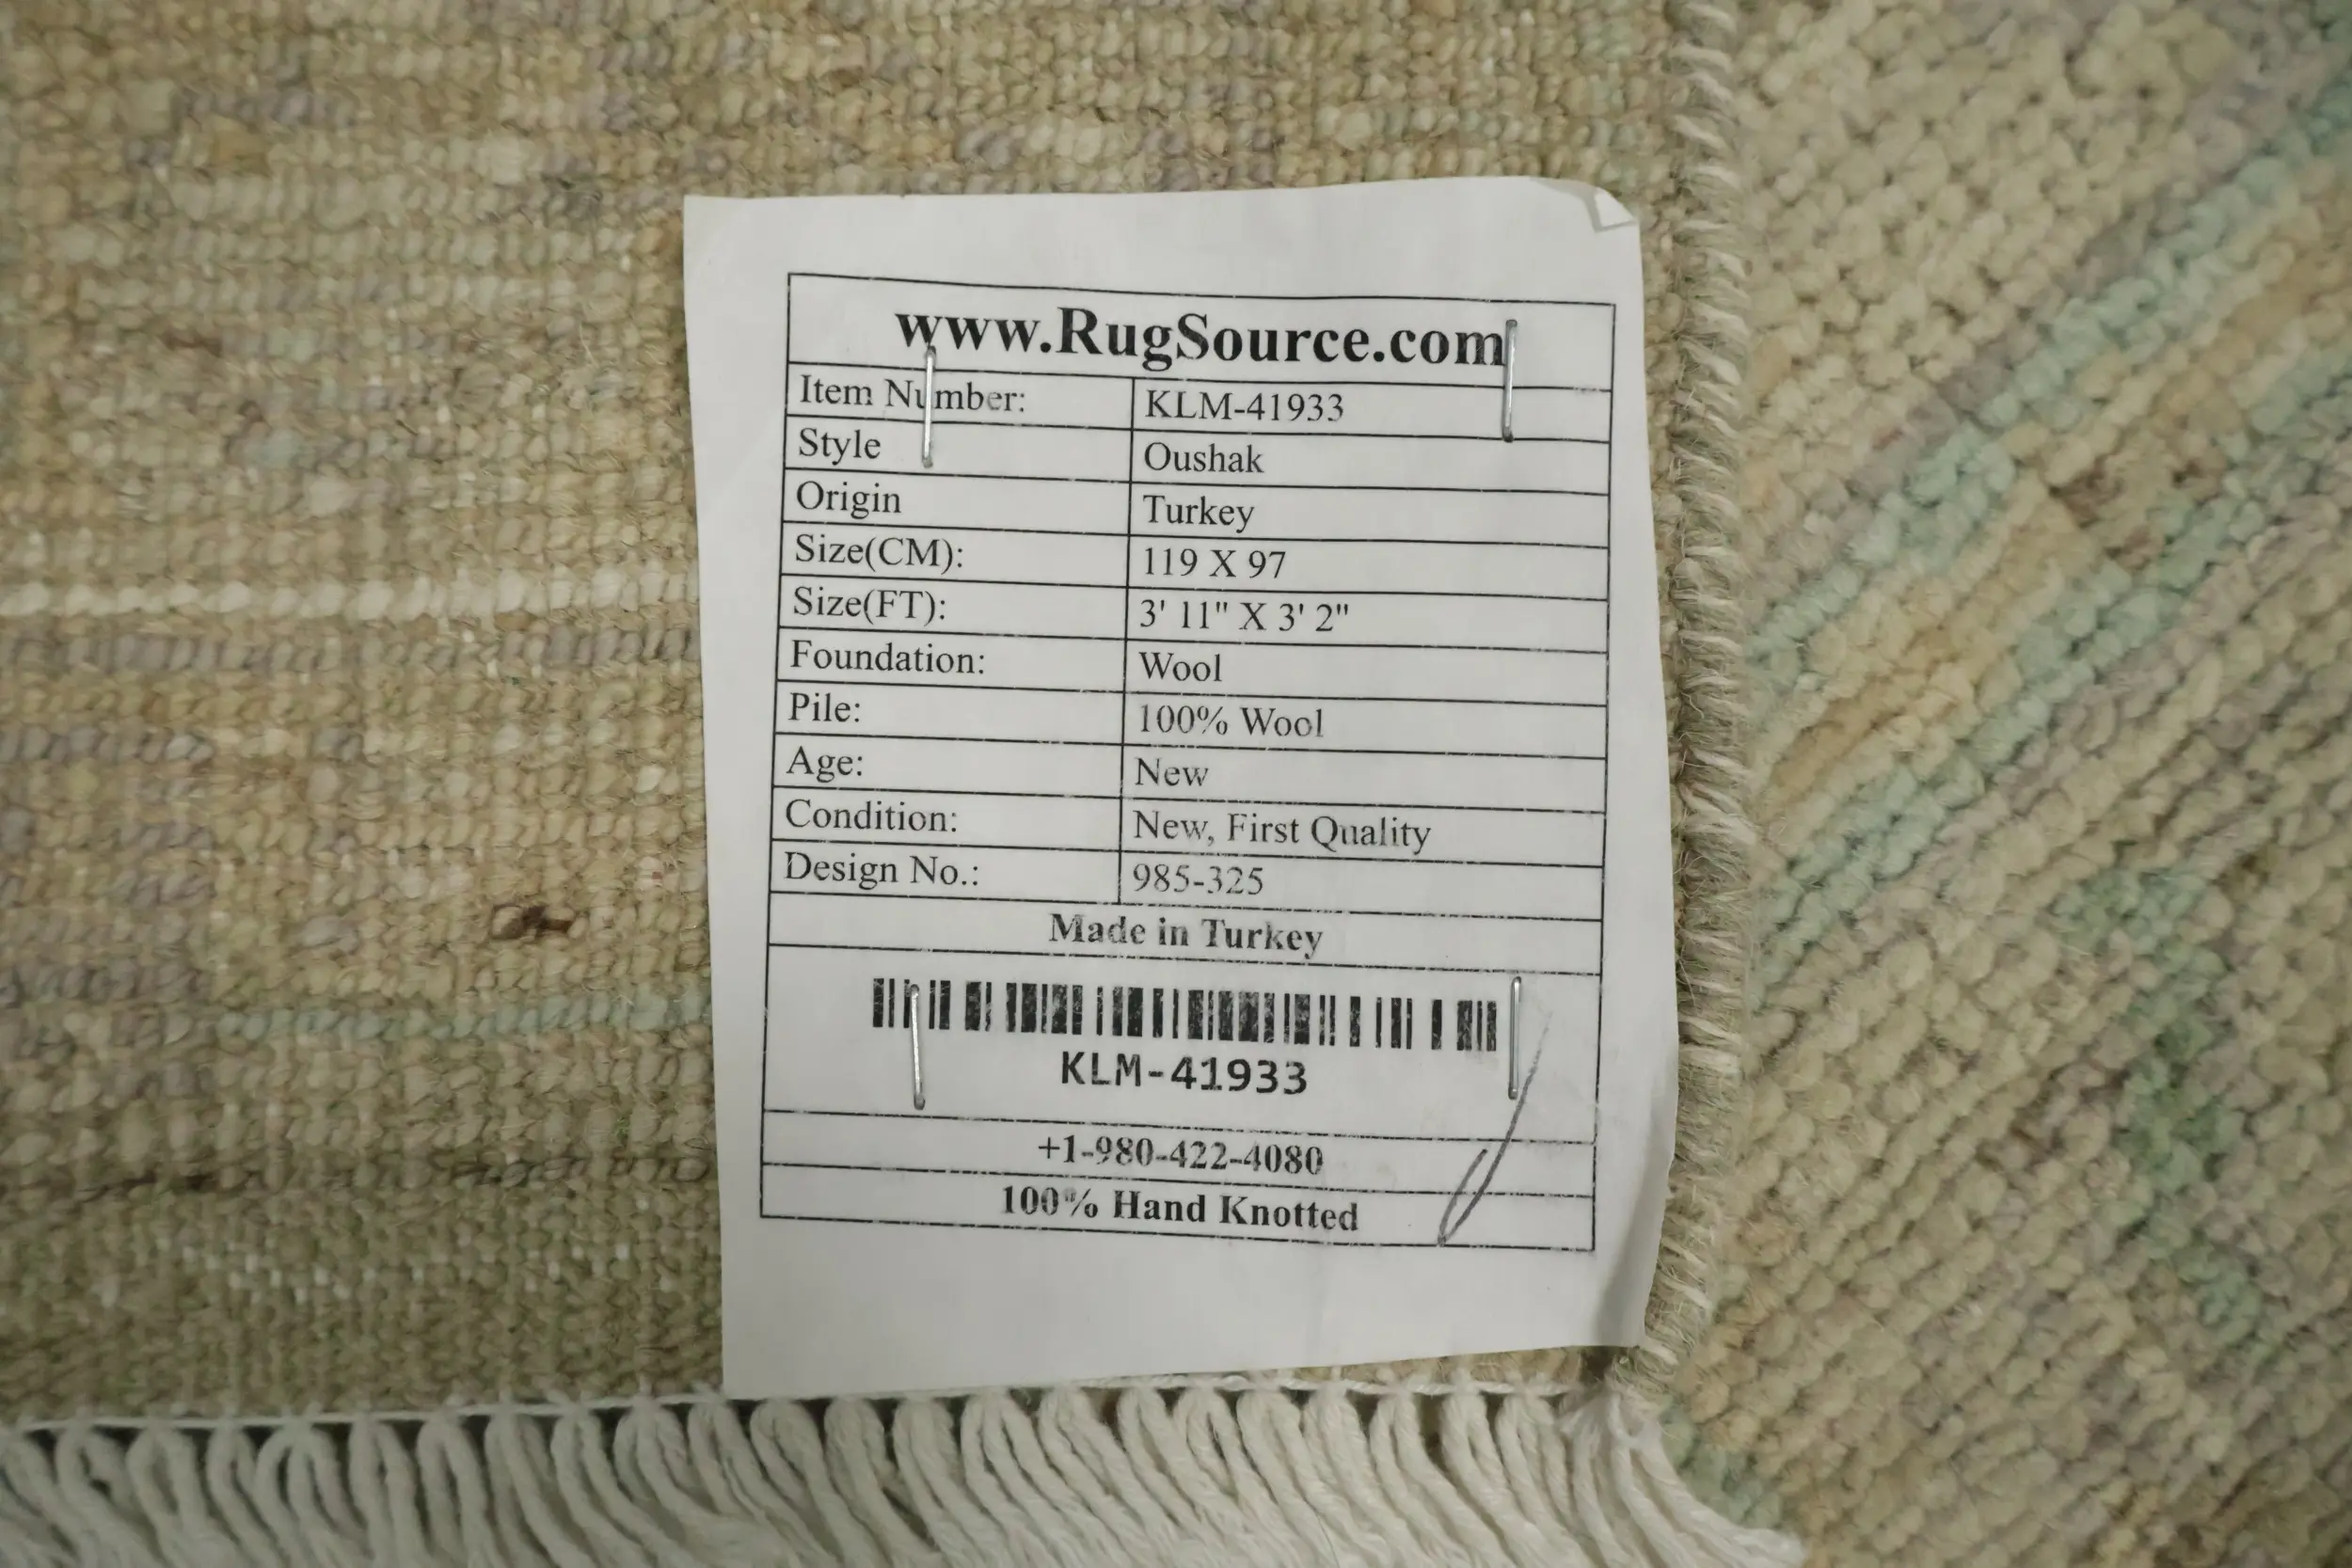 www.RugSource.com
Item Number: KLM-41933
Style Oushak
Origin Turkey
Size(CM): 119 X 97
Size(FT): 3' 11" X 3' 2"
Foundation: Wool
Pile: 100% Wool
Age: New
Condition: New, First Quality
Design No.: 985-325
Made in Turkey
KLM-41933
+1-980-422-4080
100% Hand Knotted